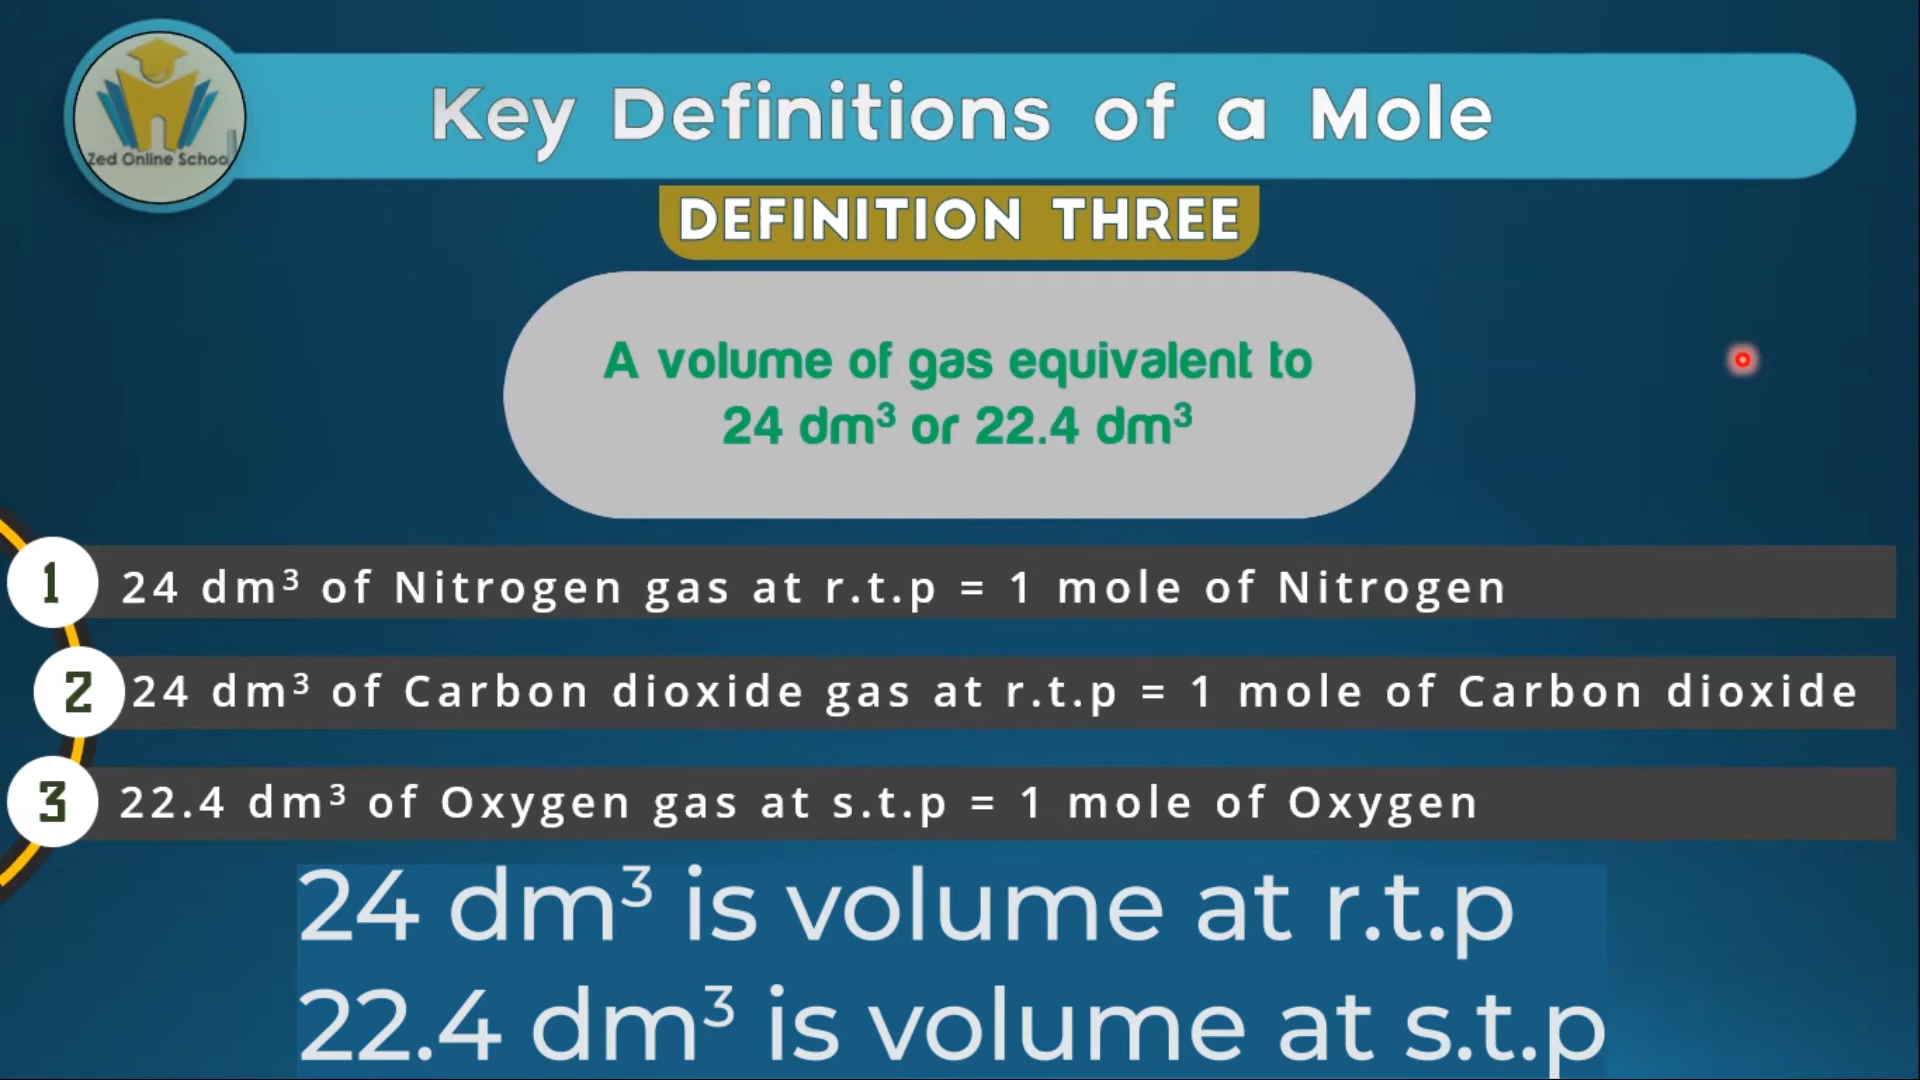 Zed Online School
Key Definitions of a Mole
DEFINITION THREE
A volume of gas equivalent to
24 dm³ or 22.4 dm³
1 24 dm³ of Nitrogen gas at r.t.p = 1 mole of Nitrogen
2 24 dm³ of Carbon dioxide gas at r.t.p = 1 mole of Carbon dioxide
3 22.4 dm³ of Oxygen gas at s.t.p = 1 mole of Oxygen
24 dm³ is volume at r.t.p
22.4 dm³ is volume at s.t.p